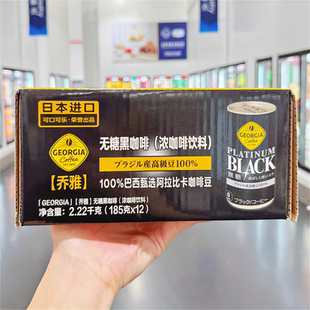 日本进口
可口可乐·荣誉出品
GEORGIA
Coffee
【乔雅】
无糖黑咖啡（浓咖啡饮料）
ブラジル産高級豆100%
100%巴西甄选阿拉比卡咖啡豆
「GEORGIA」【乔雅】无糖黑咖啡（浓咖啡饮料）
净含量：2.22千克（185克×12）
GEORGIA
Coffee
PLATINUM
BLACK
無糖
ブラック/コーヒー